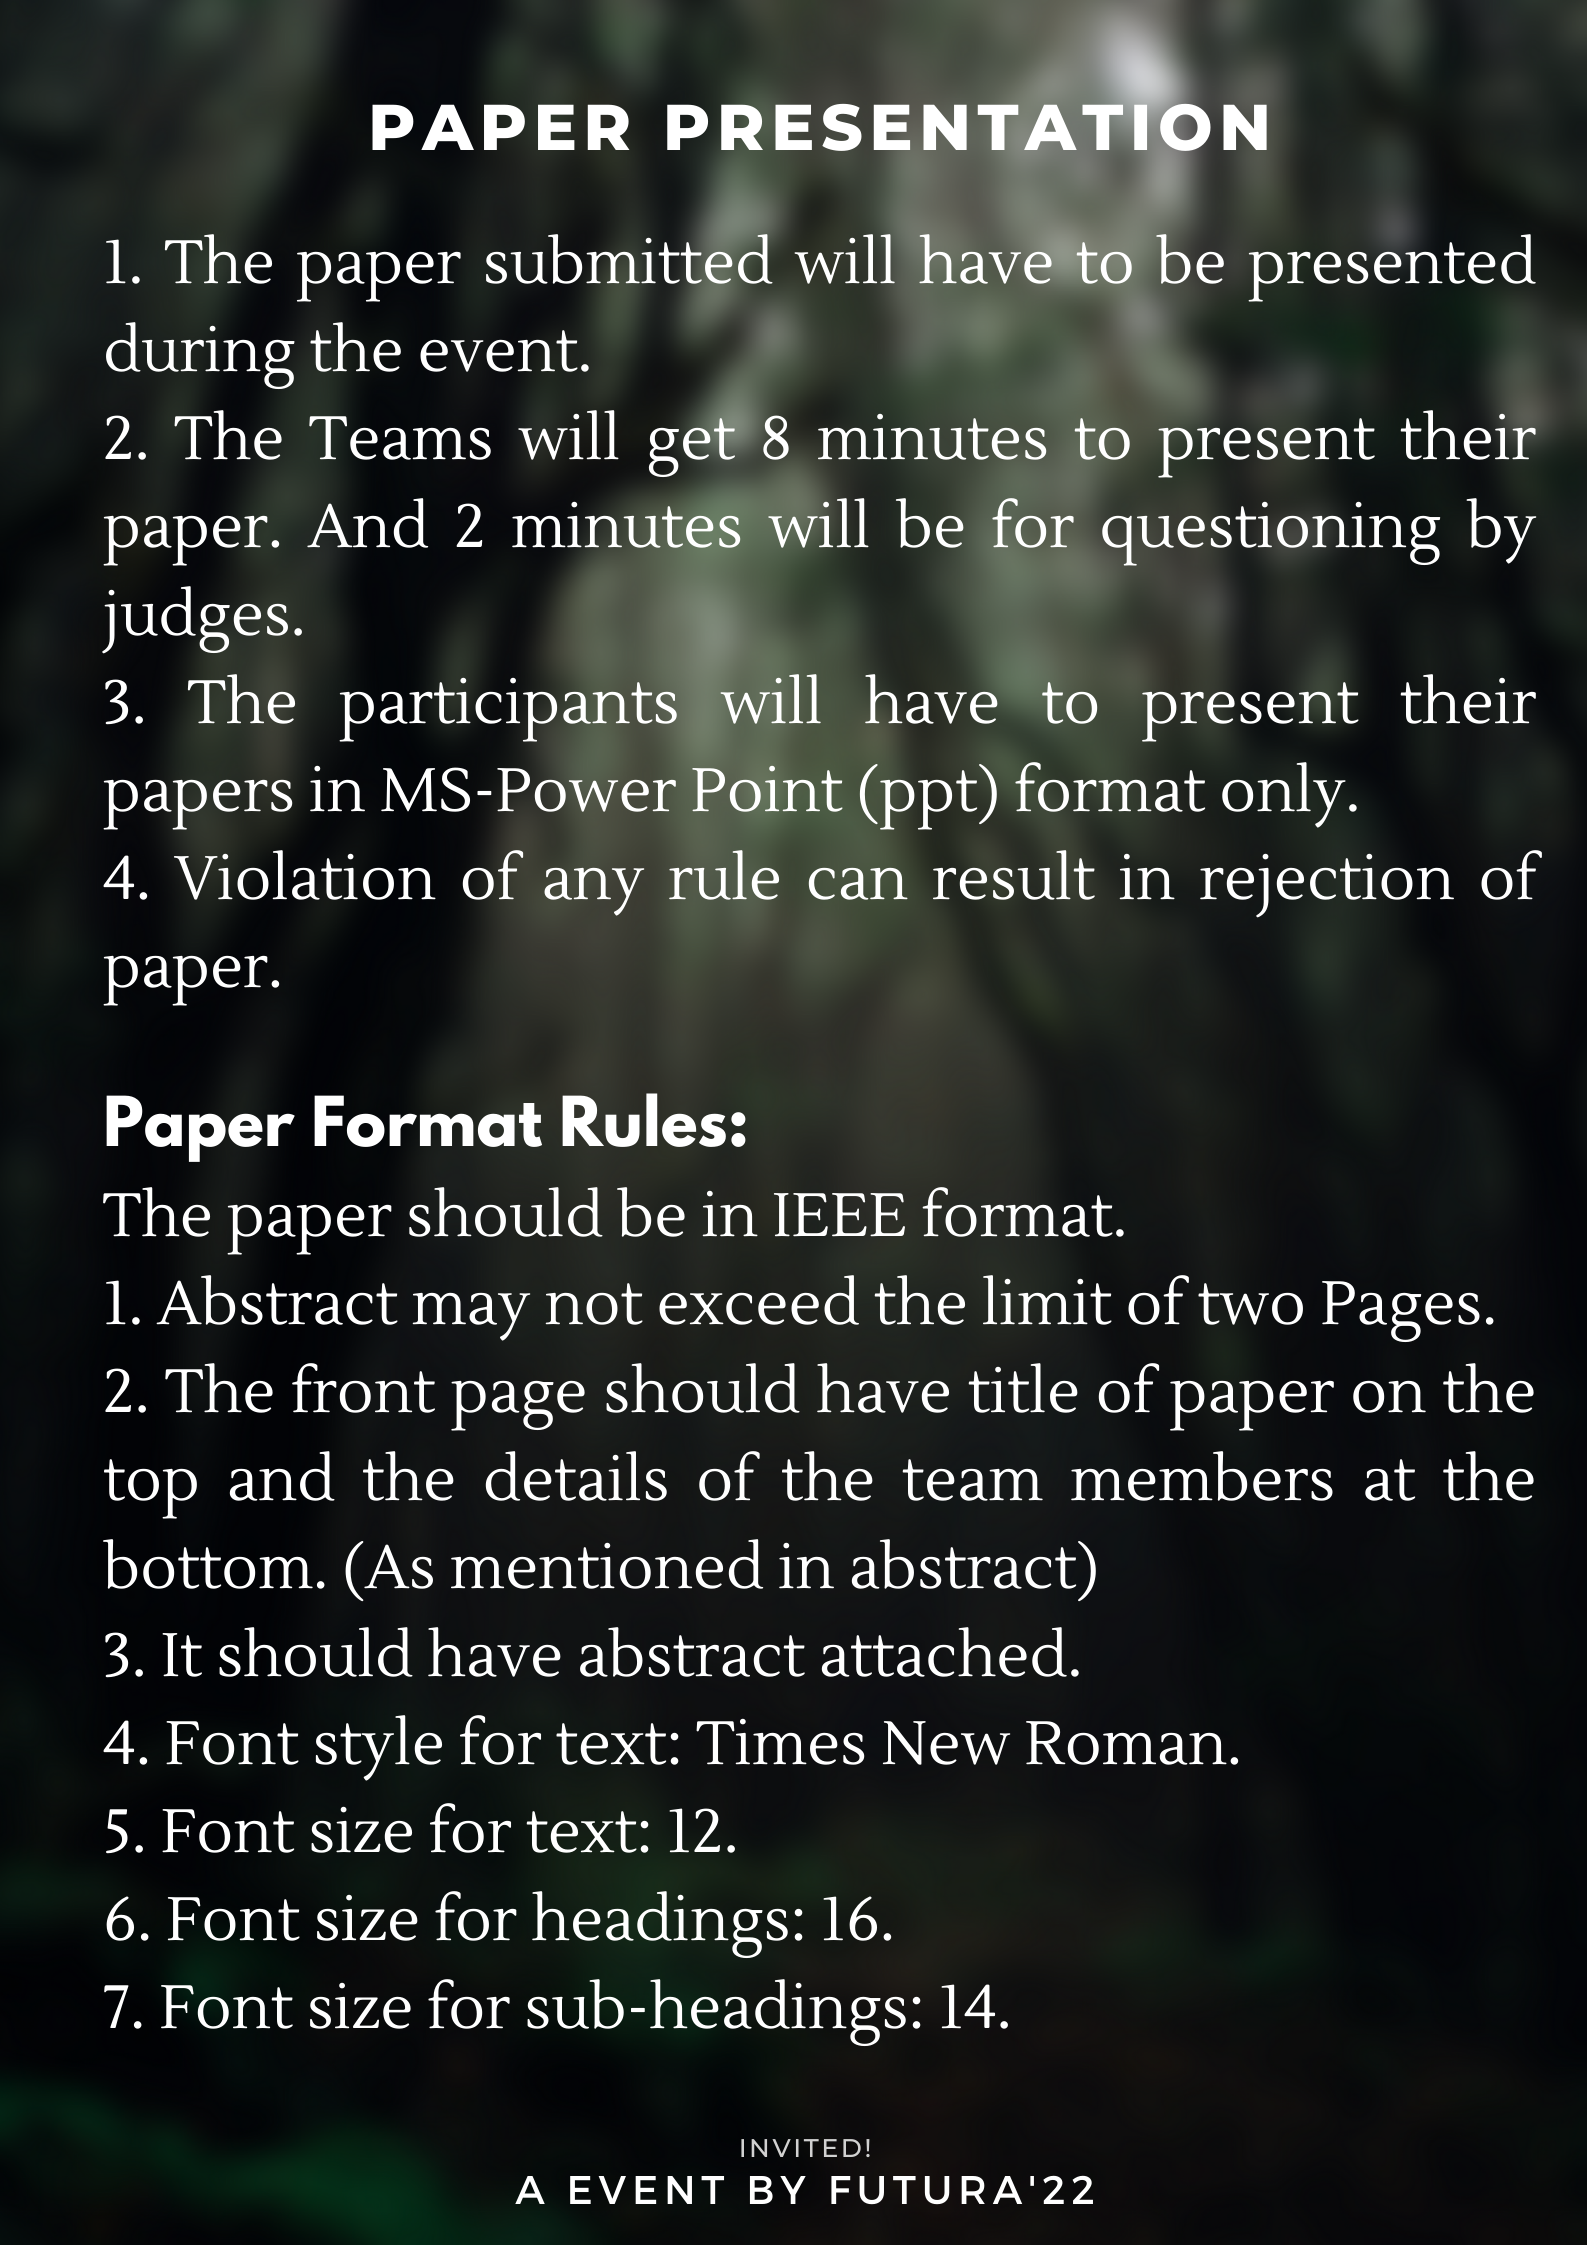 PAPER PRESENTATION
1. The paper submitted will have to be presented
during the event.
2. The Teams will get 8 minutes to present their
paper. And 2 minutes will be for questioning by
judges.
3. The participants will have to present their
papers in MS-Power Point (ppt) format only.
4. Violation of any rule can result in rejection of
paper.
Paper Format Rules:
The paper should be in IEEE format.
1. Abstract may not exceed the limit of two Pages.
2. The front page should have title of paper on the
top and the details of the team members at the
bottom. (As mentioned in abstract)
3. It should have abstract attached.
4. Font style for text: Times New Roman.
5. Font size for text: 12.
6. Font size for headings: 16.
7. Font size for sub-headings: 14.
INVITED!
A EVENT BY FUTURA'22